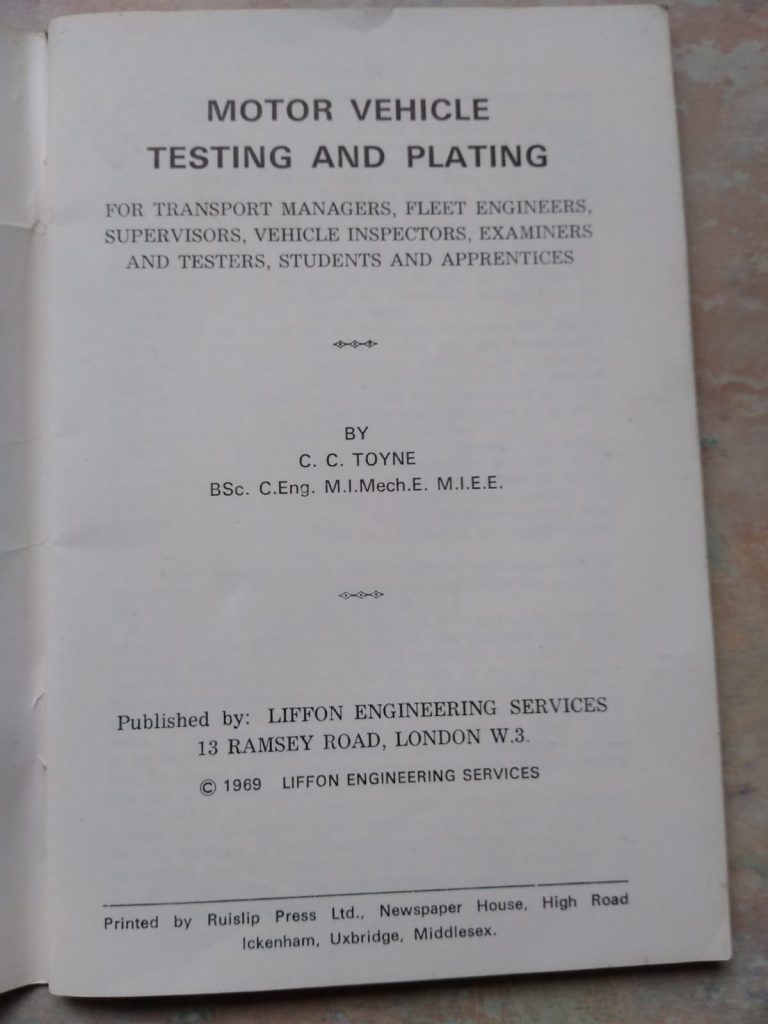 MOTOR VEHICLE
TESTING AND PLATING
FOR TRANSPORT MANAGERS, FLEET ENGINEERS,
SUPERVISORS, VEHICLE INSPECTORS, EXAMINERS
AND TESTERS, STUDENTS AND APPRENTICES
BY
C. C. TOYNE
BSc. C.Eng. M.I.Mech.E. M.I.E.E.
Published by: LIFFON ENGINEERING SERVICES
13 RAMSEY ROAD, LONDON W.3.
© 1969 LIFFON ENGINEERING SERVICES
Printed by Ruislip Press Ltd., Newspaper House, High Road
Ickenham, Uxbridge, Middlesex.